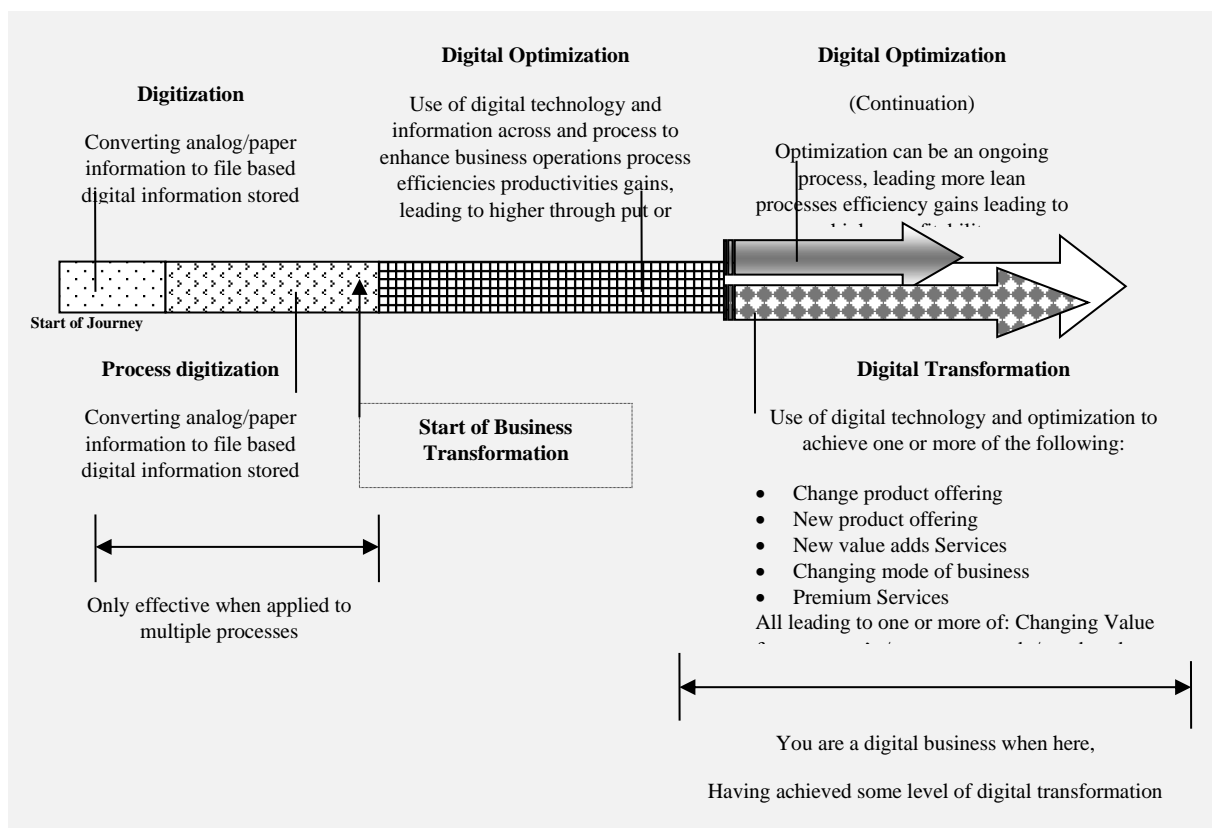 Digitization
Converting analog/paper
information to file based
digital information stored
Digital Optimization
Use of digital technology and
information across and process to
enhance business operations process
efficiencies productivities gains,
leading to higher through put or
Digital Optimization
(Continuation)
Optimization can be an ongoing
process, leading more lean
processes efficiency gains leading to
Start of Journey
Process digitization
Converting analog/paper
information to file based
digital information stored
Start of Business
Transformation
Only effective when applied to
multiple processes
Digital Transformation
Use of digital technology and optimization to
achieve one or more of the following:
• Change product offering
• New product offering
• New value adds Services
• Changing mode of business
• Premium Services
All leading to one or more of: Changing Value
You are a digital business when here,
Having achieved some level of digital transformation